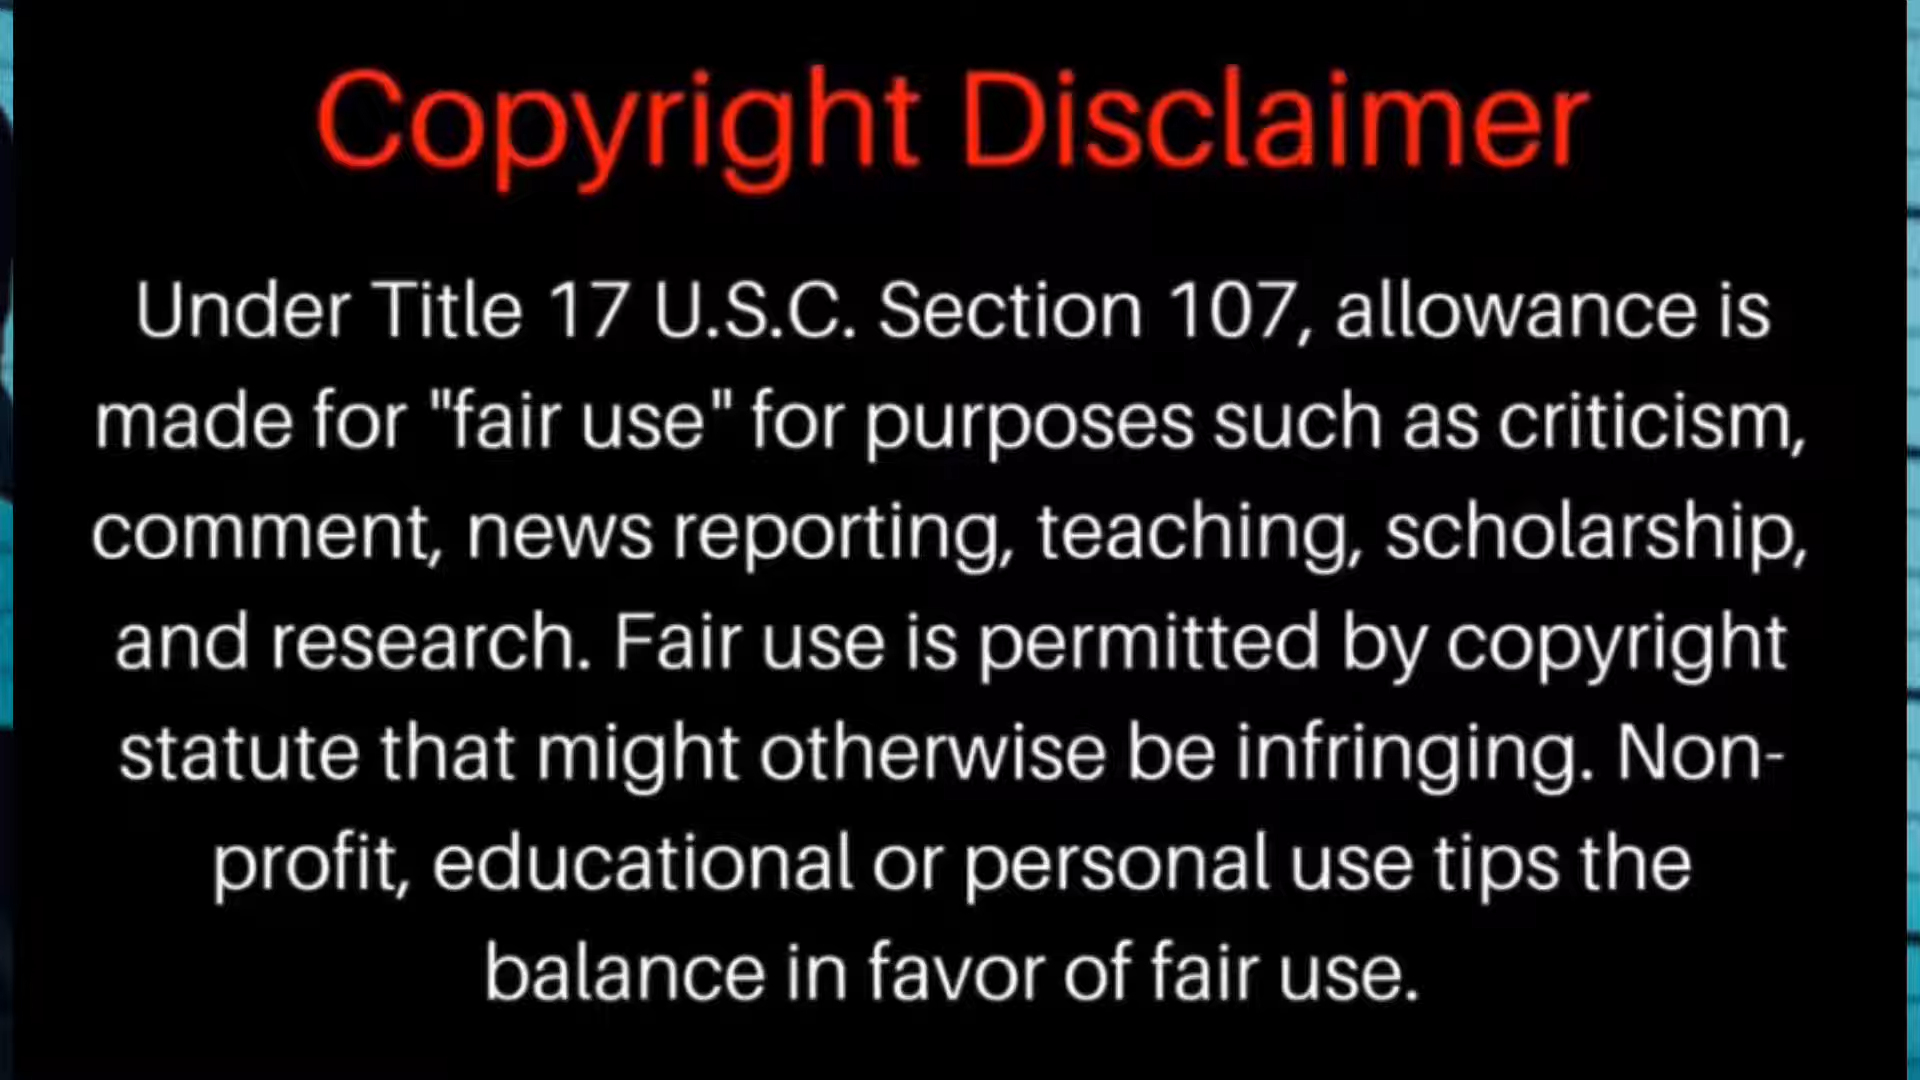 Copyright Disclaimer
Under Title 17 U.S.C. Section 107, allowance is
made for "fair use" for purposes such as criticism,
comment, news reporting, teaching, scholarship,
and research. Fair use is permitted by copyright
statute that might otherwise be infringing. Non-
profit, educational or personal use tips the
balance in favor of fair use.